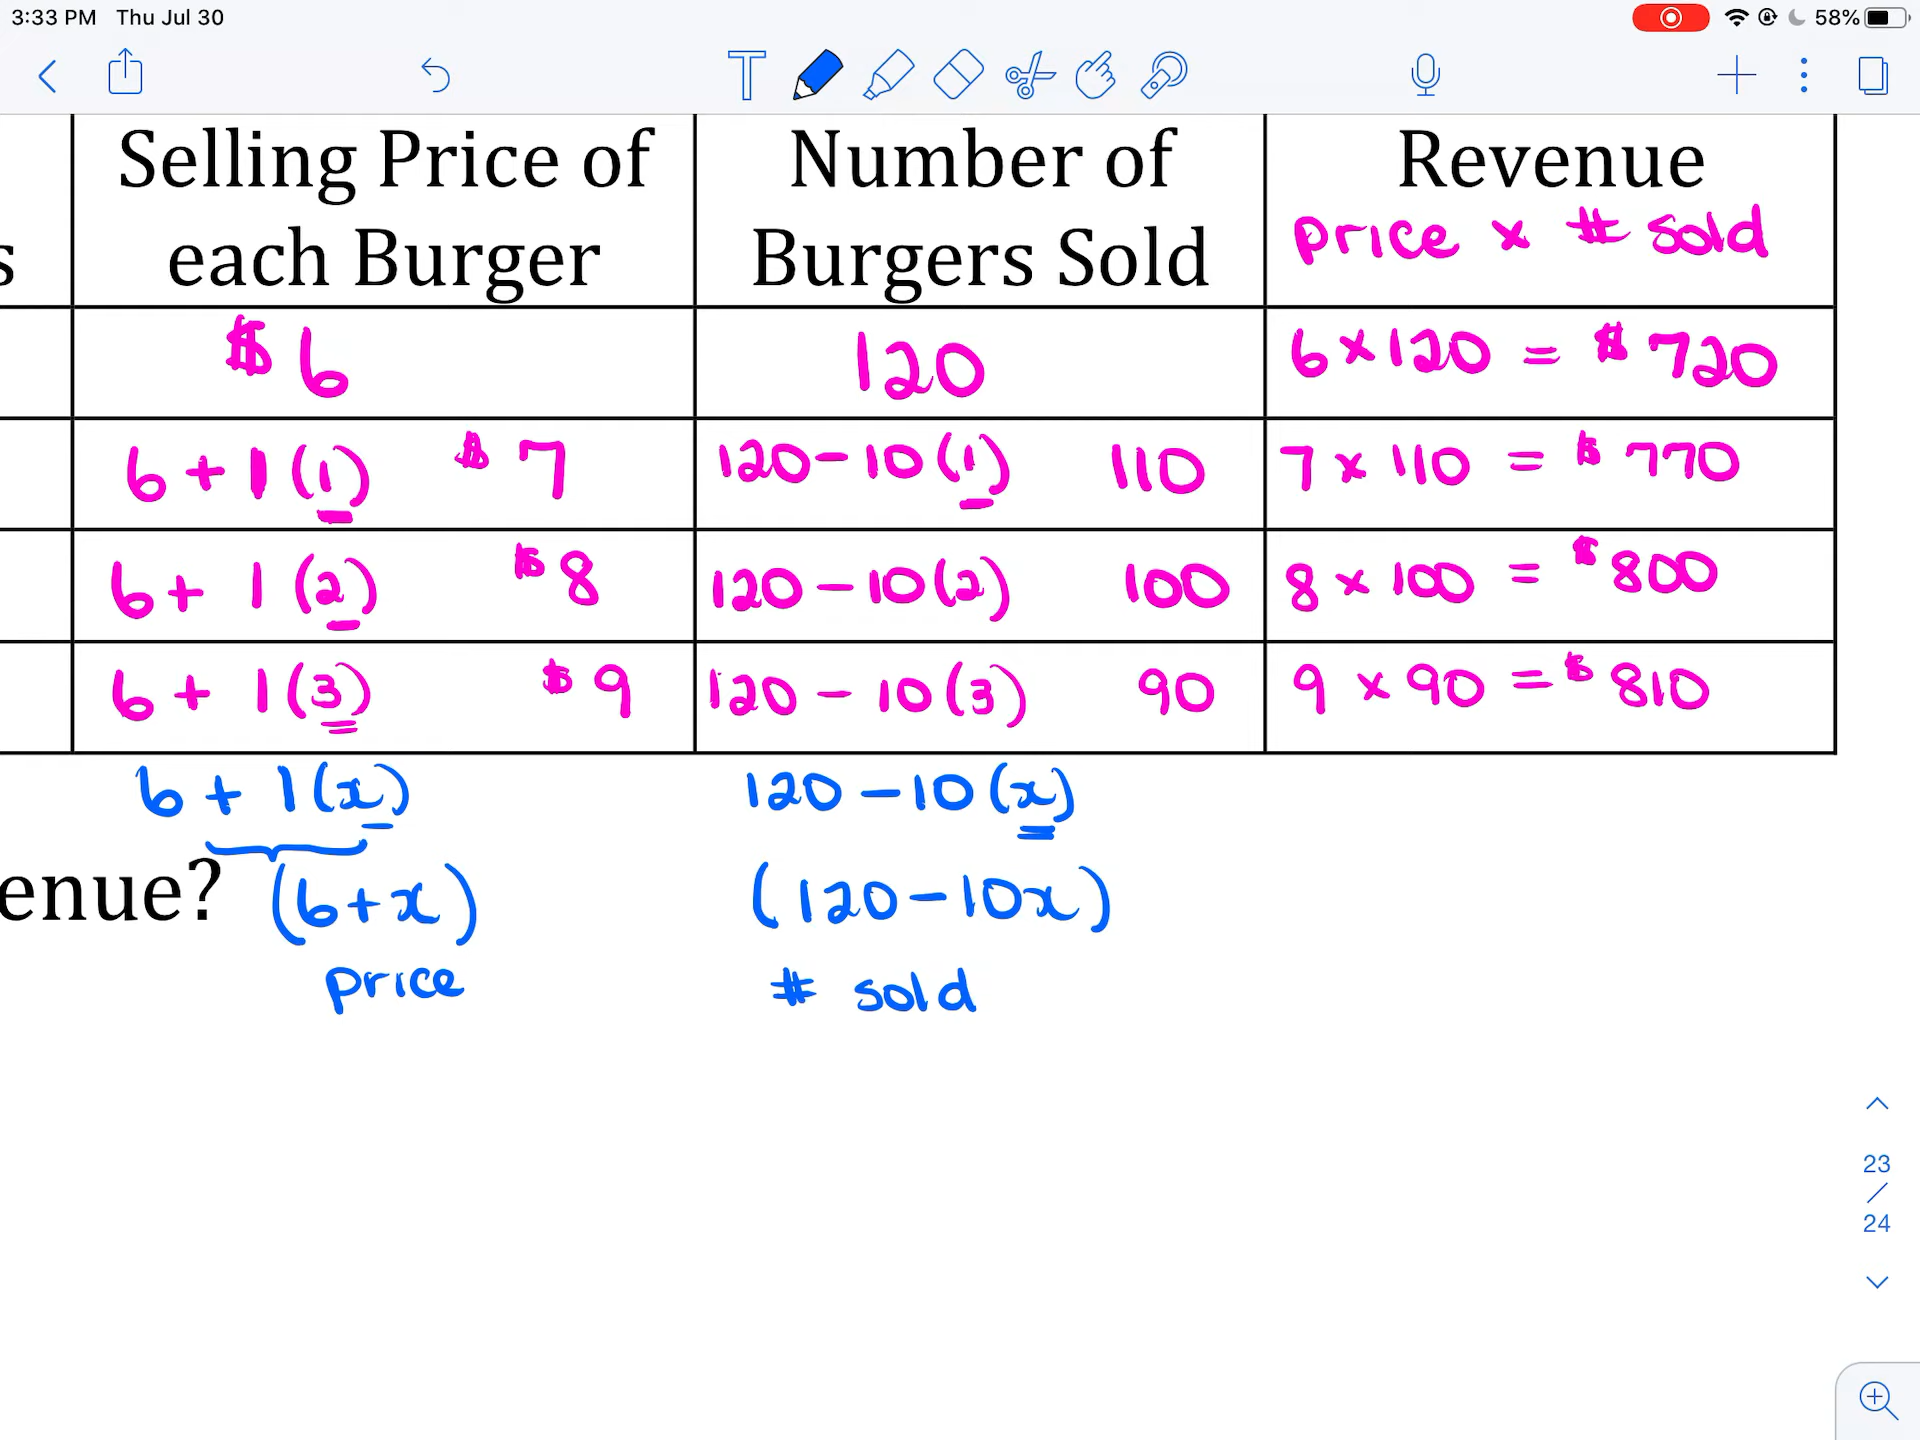 3:33 PM Thu Jul 30 58%
T
Selling Price of each Burger
Number of Burgers Sold
Revenue
price × # sold
s
$ 6 120 6 × 120 = $ 720
6 + 1 (1) $ 7 120 - 10 (1) 110 7 × 110 = $ 770
6 + 1 (2) $ 8 120 - 10 (2) 100 8 × 100 = $ 800
6 + 1 (3) $ 9 120 - 10 (3) 90 9 × 90 = $ 810
6 + 1 (x) 120 - 10 (x)
enue? (6 + x) (120 - 10x)
price # sold
23
/
24